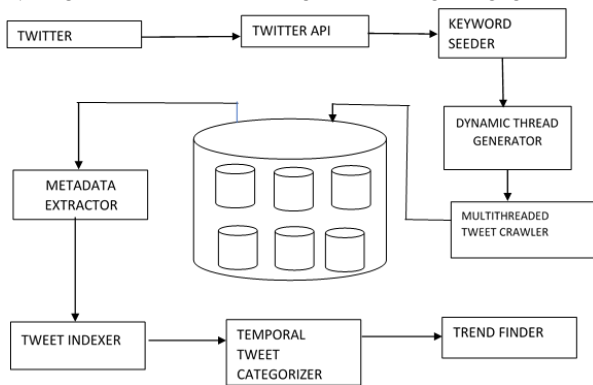 TWITTER
TWITTER API
KEYWORD
SEEDER
DYNAMIC THREAD
GENERATOR
METADATA
EXTRACTOR
MULTITHREADED
TWEET CRAWLER
TWEET INDEXER
TEMPORAL
TWEET
CATEGORIZER
TREND FINDER